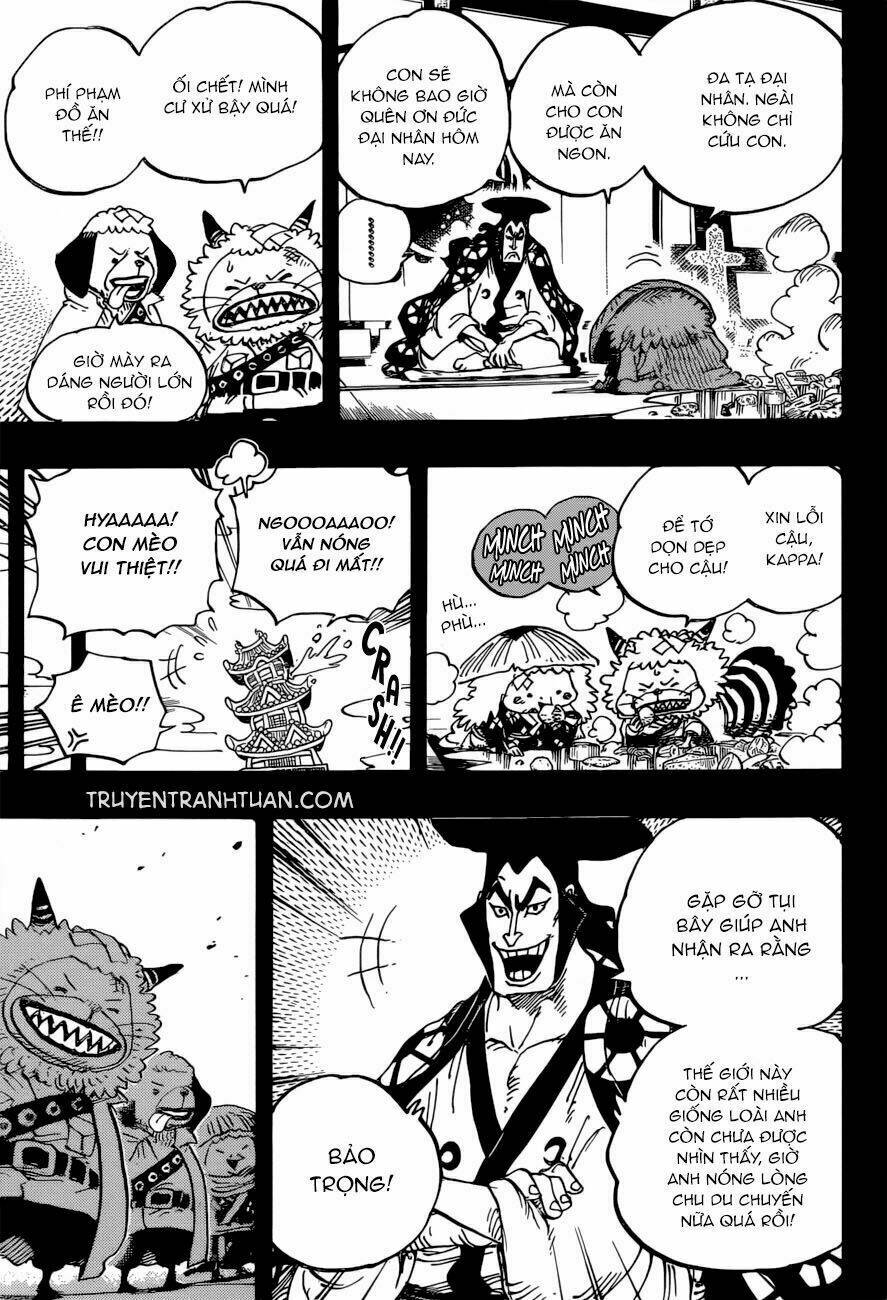 ĐA TẠ ĐẠI
NHÂN. NGÀI
KHÔNG CHỈ
CỨU CON.
MÀ CÒN
CHO CON
ĐƯỢC ĂN
NGON.
CON SẼ
KHÔNG BAO GIỜ
QUÊN ƠN ĐỨC
ĐẠI NHÂN HÔM
NAY.
ỐI CHẾT! MÌNH
CƯ XỬ BẬY QUÁ!
PHÍ PHẠM
ĐỒ ĂN
THẾ!!
GIỜ MÀY RA
DÁNG NGƯỜI LỚN
RỒI ĐÓ!
XIN LỖI
CẬU,
KAPPA!
ĐỂ TỚ
DỌN DẸP
CHO CẬU!
MUNCH MUNCH
MUNCH MUNCH
HÙ...
PHÙ...
NGOOOAAAOO!
VẪN NÓNG
QUÁ ĐI MẤT!!
HYAAAAA!
CON MÈO
VUI THIỆT!!
CRASH!!
Ê MÈO!!
TRUYENTRANHTUAN.COM
GẶP GỠ TỤI
BÂY GIÚP ANH
NHẬN RA RẰNG
...
THẾ GIỚI NÀY
CÒN RẤT NHIỀU
GIỐNG LOÀI ANH
CÒN CHƯA ĐƯỢC
NHÌN THẤY, GIỜ
ANH NÓNG LÒNG
CHU DU CHUYẾN
NỮA QUÁ RỒI!
BẢO
TRỌNG!